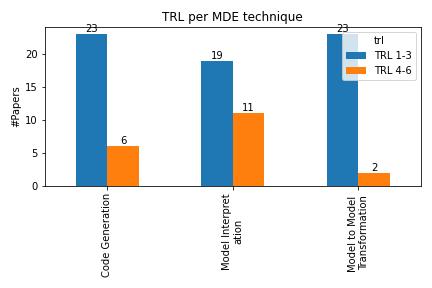 TRL per MDE technique
23
23
trl
TRL 1-3
TRL 4-6
19
11
6
2
20
15
10
5
0
#Papers
Code Generation
Model Interpret
ation
Model to Model
Transformation